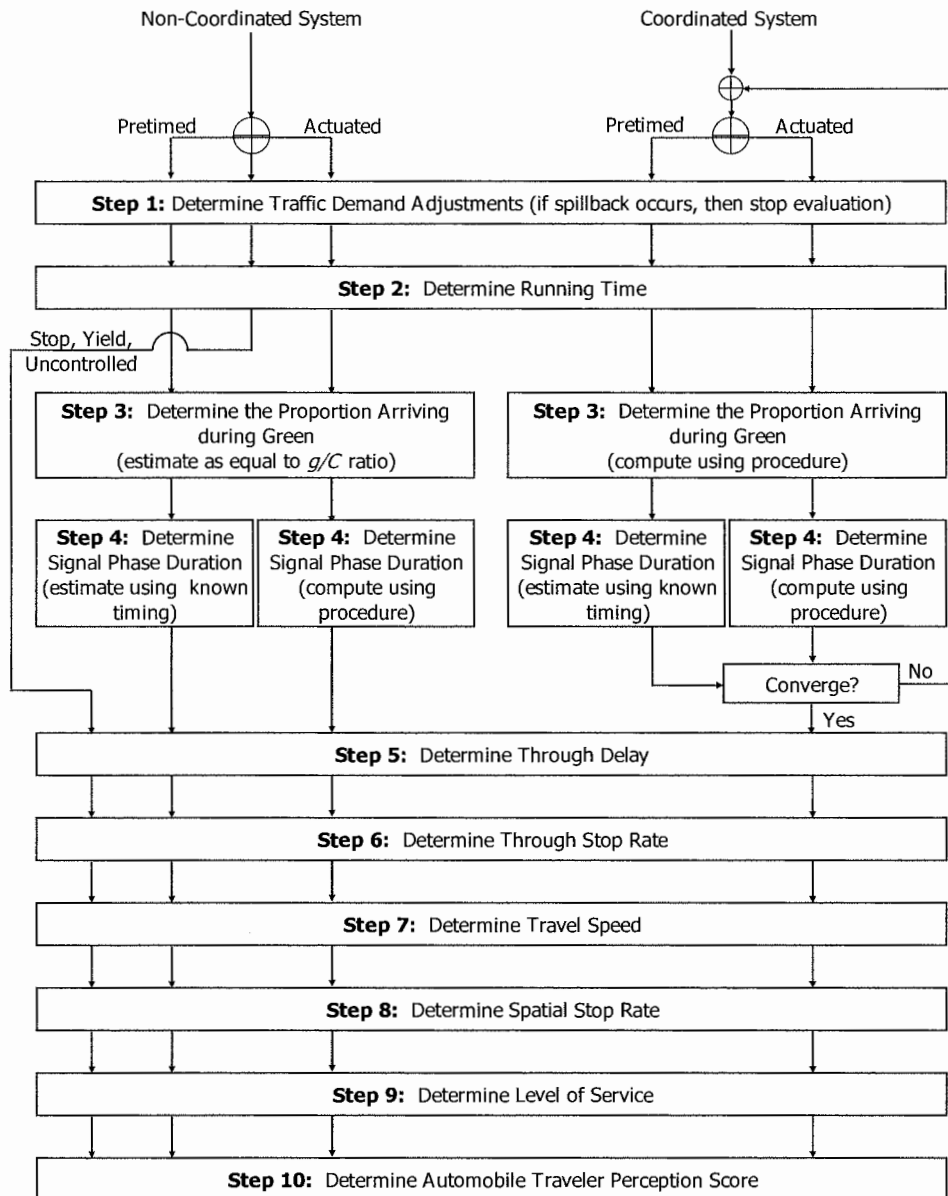 Non-Coordinated System
Coordinated System
Pretimed
Actuated
Pretimed
Actuated
Step 1: Determine Traffic Demand Adjustments (if spillback occurs, then stop evaluation)
Step 2: Determine Running Time
Stop, Yield,
Uncontrolled
Step 3: Determine the Proportion Arriving
during Green
(estimate as equal to g/C ratio)
Step 3: Determine the Proportion Arriving
during Green
(compute using procedure)
Step 4: Determine
Signal Phase Duration
(estimate using known
timing)
Step 4: Determine
Signal Phase Duration
(compute using
procedure)
Step 4: Determine
Signal Phase Duration
(estimate using known
timing)
Step 4: Determine
Signal Phase Duration
(compute using
procedure)
Converge?
No
Yes
Step 5: Determine Through Delay
Step 6: Determine Through Stop Rate
Step 7: Determine Travel Speed
Step 8: Determine Spatial Stop Rate
Step 9: Determine Level of Service
Step 10: Determine Automobile Traveler Perception Score